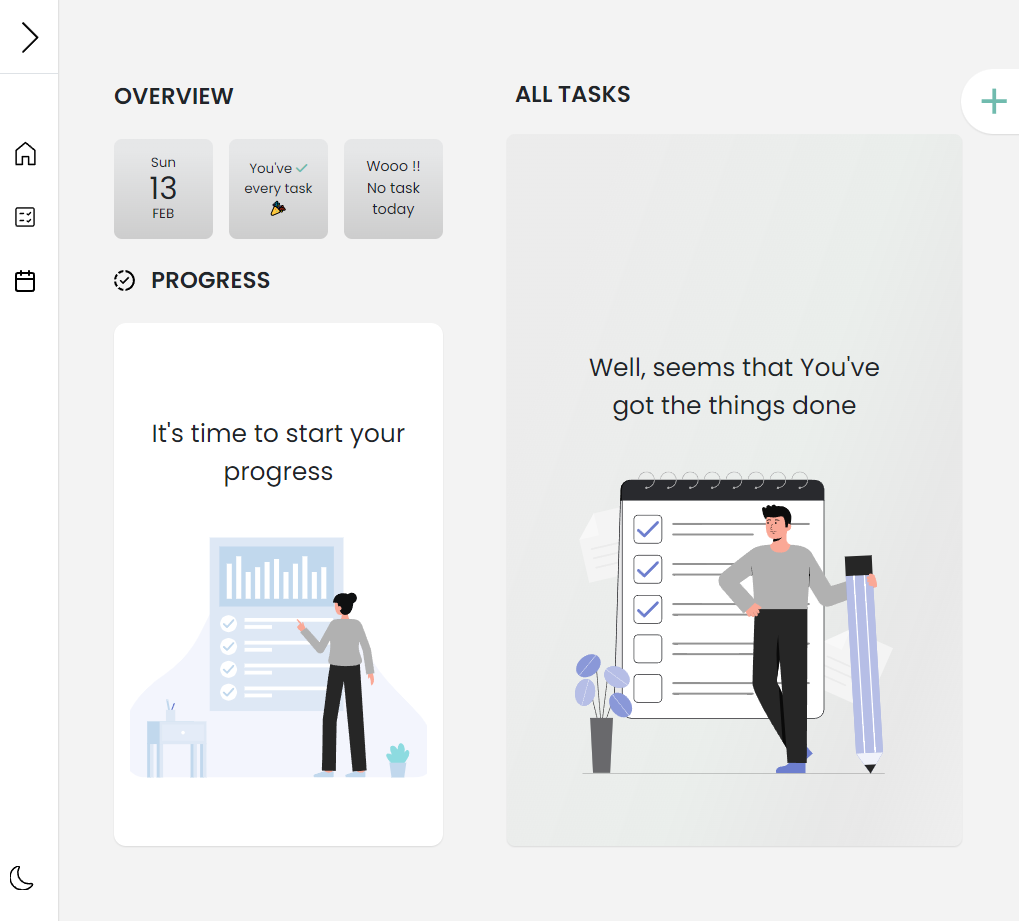 OVERVIEW
Sun
13
FEB
You've
every task
Wooo !!
No task
today
PROGRESS
It's time to start your
progress
ALL TASKS
Well, seems that You've
got the things done